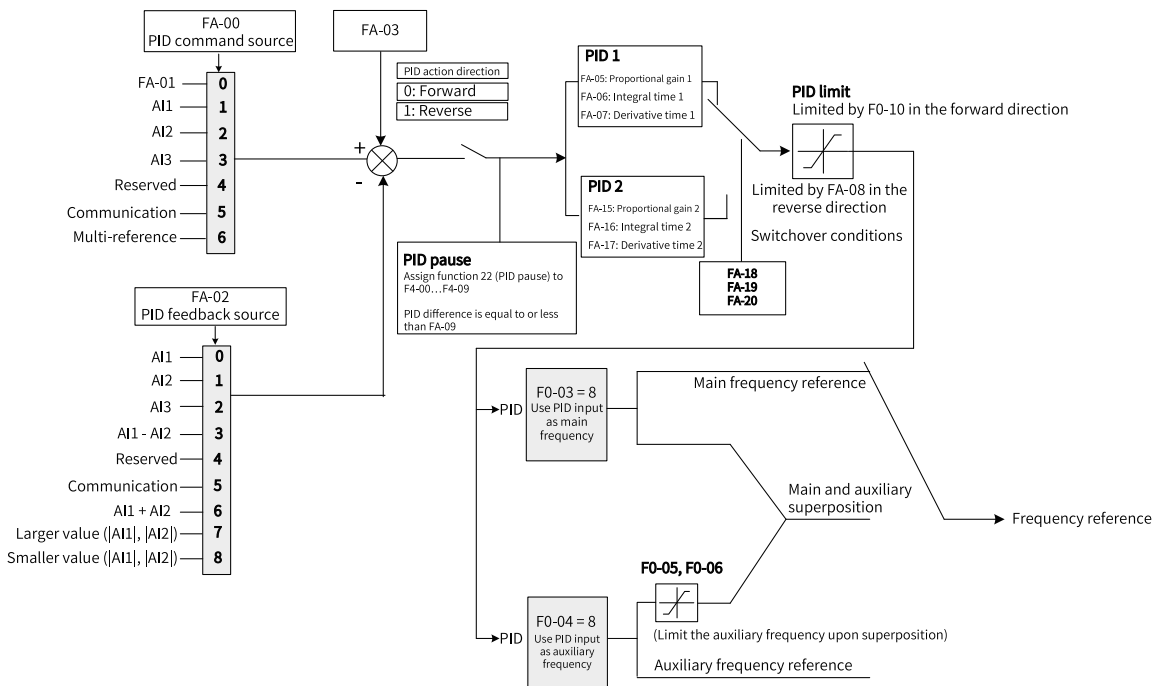 FA-00
PID command source
FA-01
0
AI1
1
AI2
2
AI3
3
Reserved
4
Communication
5
Multi-reference
6
FA-03
PID action direction
0: Forward
1: Reverse
+
-
PID 1
FA-05: Proportional gain 1
FA-06: Integral time 1
FA-07: Derivative time 1
PID 2
FA-15: Proportional gain 2
FA-16: Integral time 2
FA-17: Derivative time 2
PID limit
Limited by F0-10 in the forward direction
Limited by FA-08 in the
reverse direction
Switchover conditions
FA-18
FA-19
FA-20
PID pause
Assign function 22 (PID pause) to
F4-00…F4-09
PID difference is equal to or less
than FA-09
FA-02
PID feedback source
AI1
0
AI2
1
AI3
2
AI1 - AI2
3
Reserved
4
Communication
5
AI1 + AI2
6
Larger value (|AI1|, |AI2|)
7
Smaller value (|AI1|, |AI2|)
8
PID
F0-03 = 8
Use PID input
as main
frequency
Main frequency reference
Main and auxiliary
superposition
Frequency reference
F0-05, F0-06
(Limit the auxiliary frequency upon superposition)
PID
F0-04 = 8
Use PID input
as auxiliary
frequency
Auxiliary frequency reference